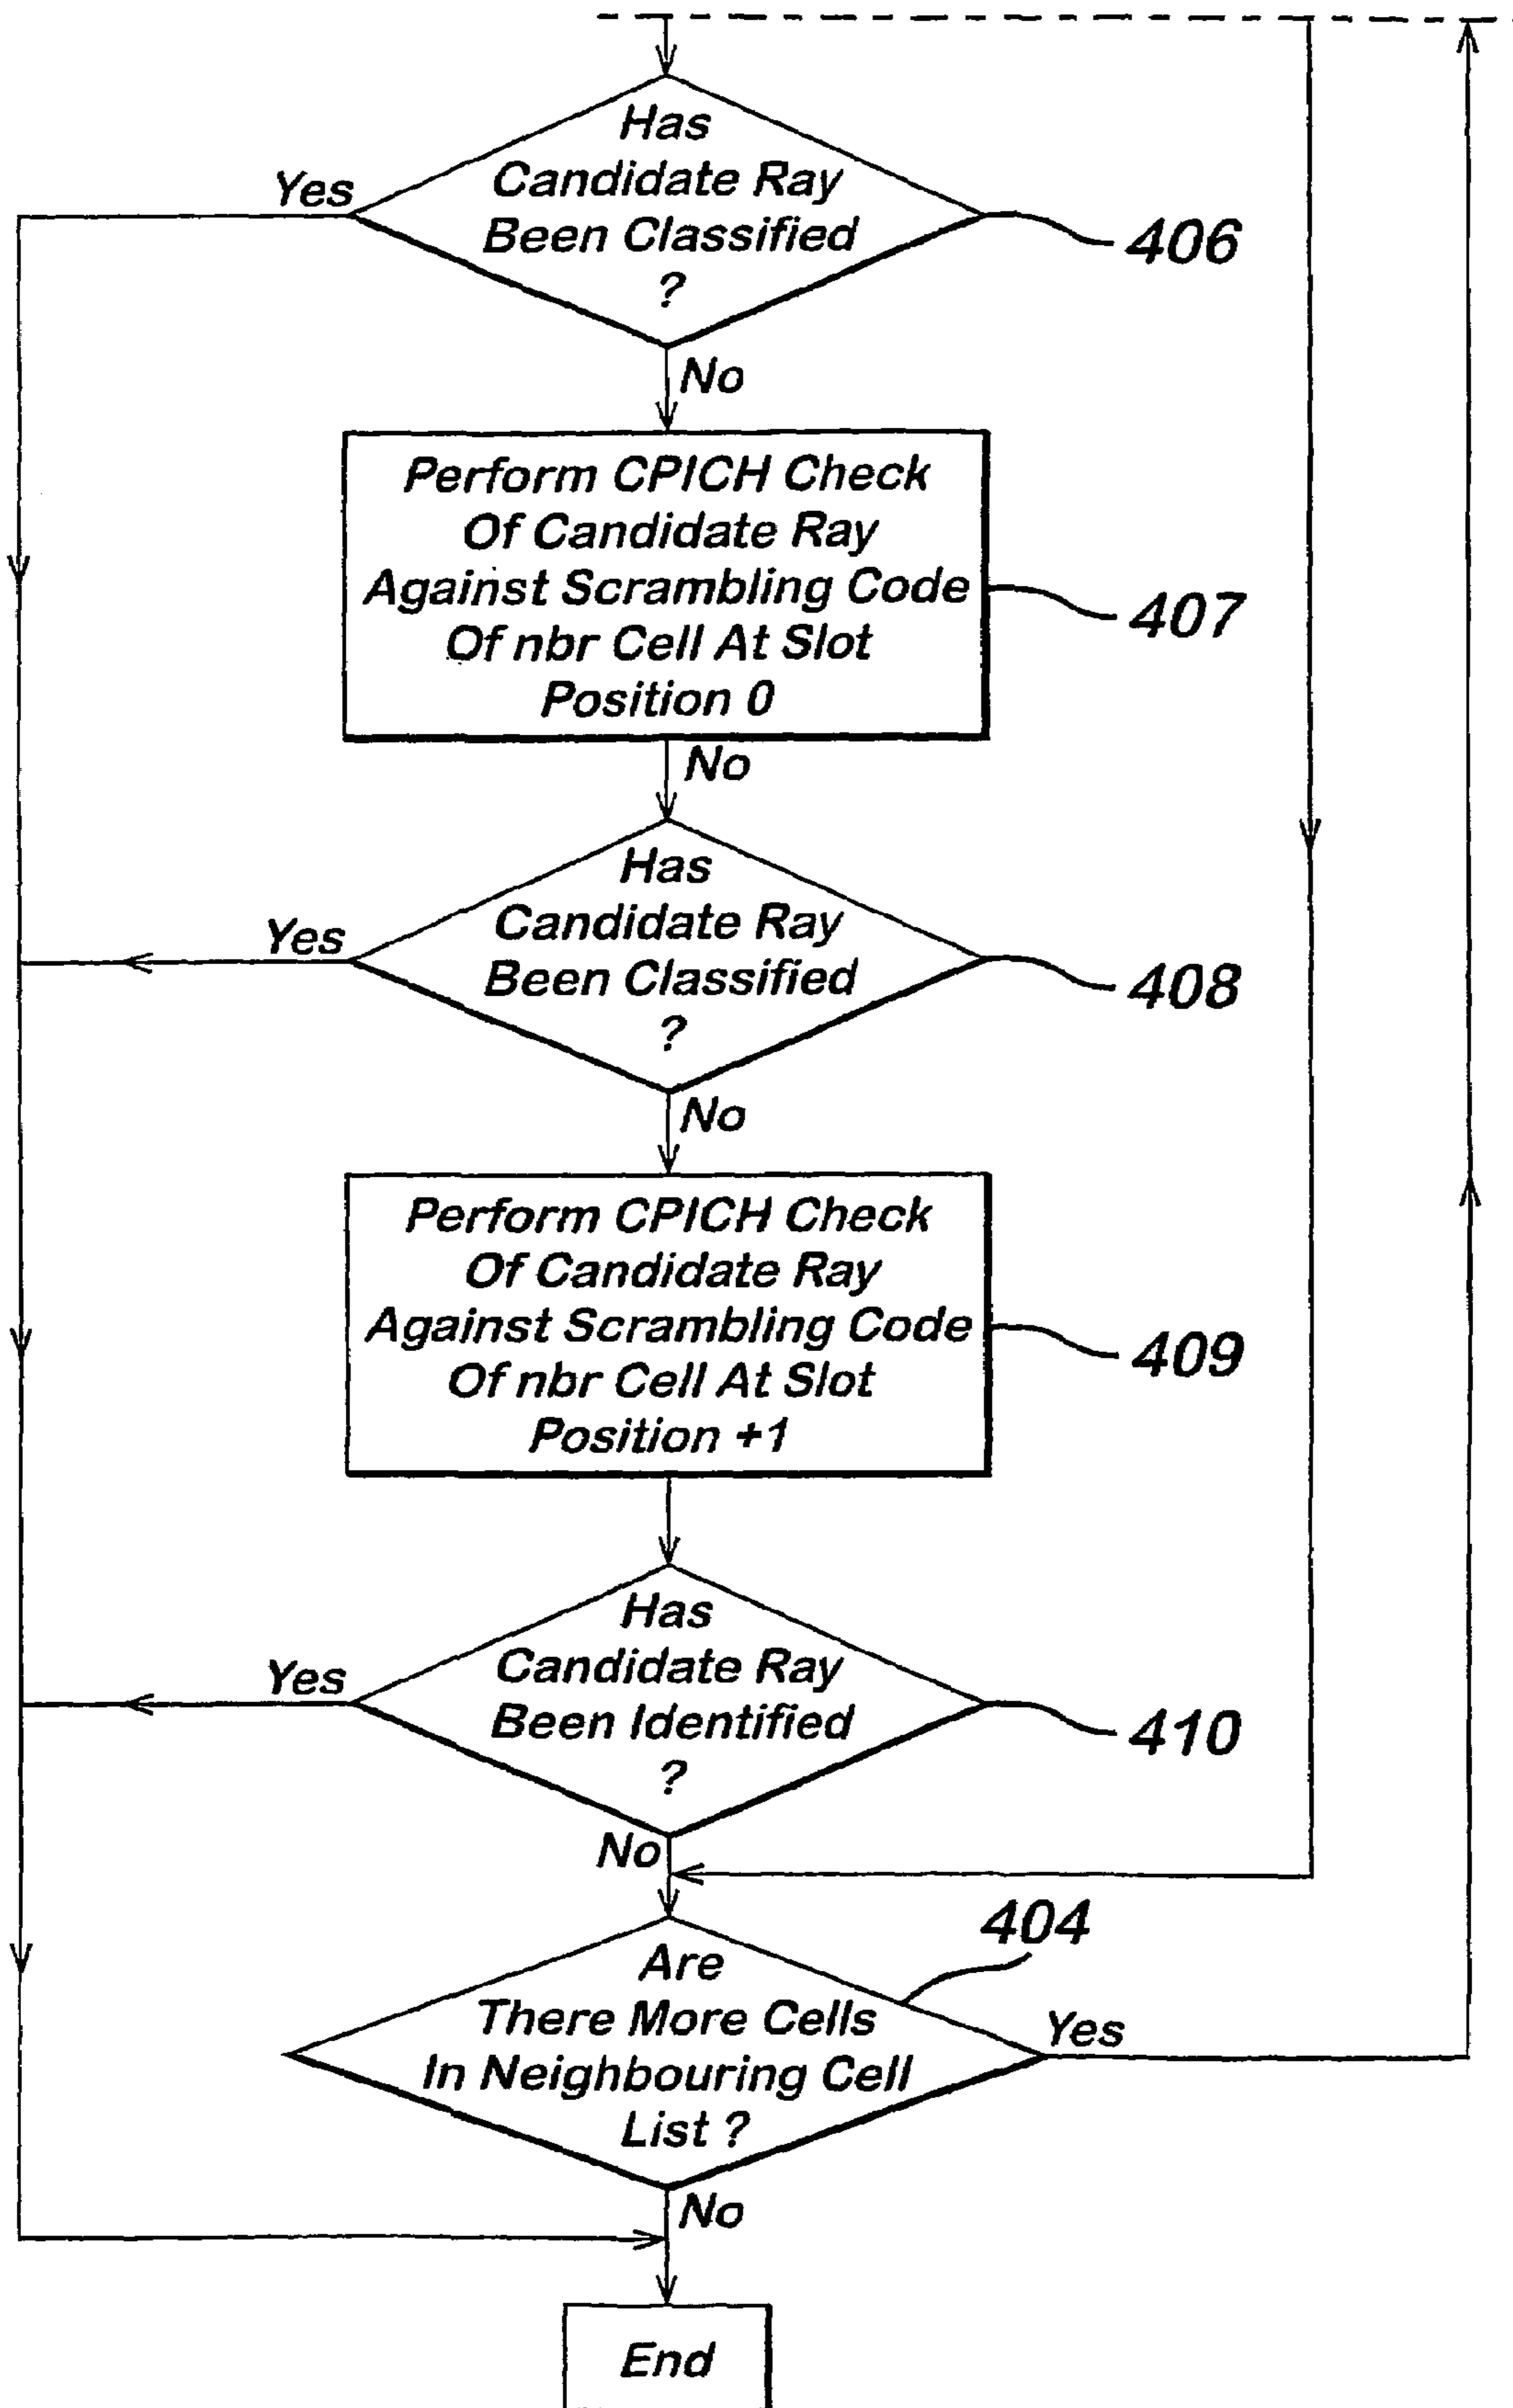 Has
Candidate Ray
Been Classified
?
Yes
406
No
Perform CPICH Check
Of Candidate Ray
Against Scrambling Code
Of nbr Cell At Slot
Position 0
407
No
Has
Candidate Ray
Been Classified
?
Yes
408
No
Perform CPICH Check
Of Candidate Ray
Against Scrambling Code
Of nbr Cell At Slot
Position +1
409
Has
Candidate Ray
Been Identified
?
Yes
410
No
404
Are
There More Cells
In Neighbouring Cell
List ?
Yes
No
End